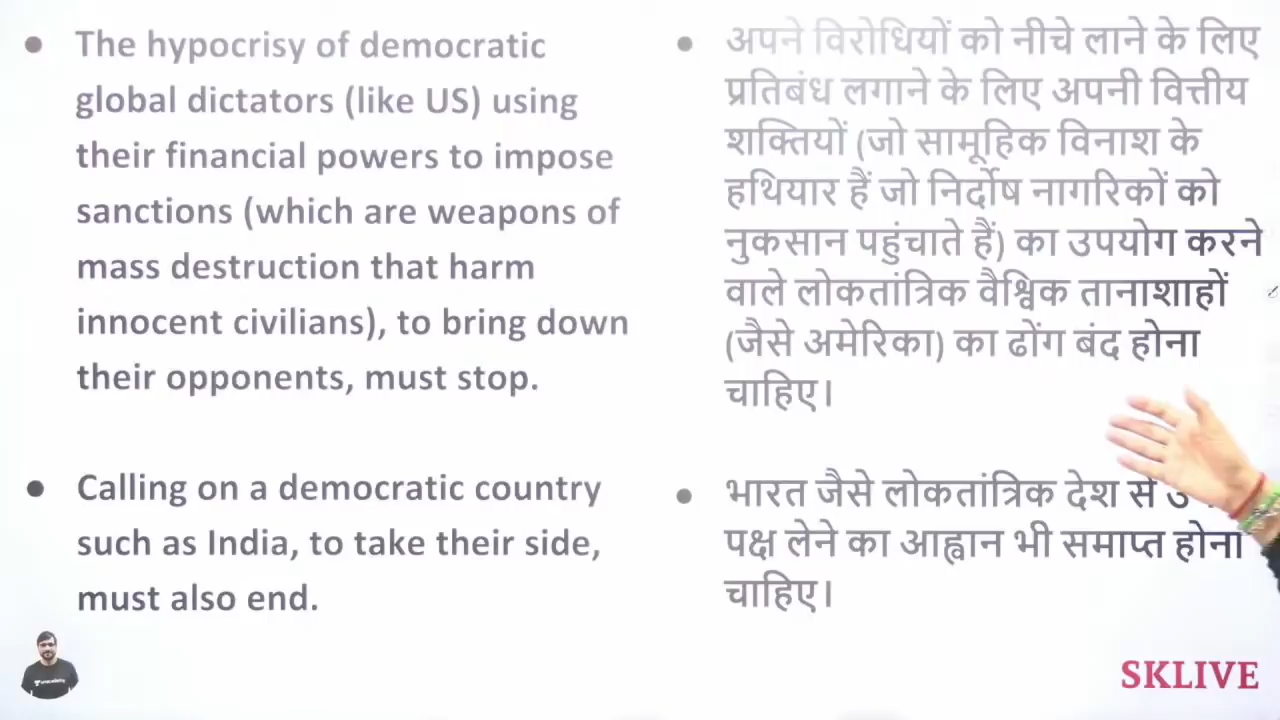 The hypocrisy of democratic
global dictators (like US) using
their financial powers to impose
sanctions (which are weapons of
mass destruction that harm
innocent civilians), to bring down
their opponents, must stop.
Calling on a democratic country
such as India, to take their side,
must also end.
अपने विरोधियों को नीचे लाने के लिए
प्रतिबंध लगाने के लिए अपनी वित्तीय
शक्तियों (जो सामूहिक विनाश के
हथियार हैं जो निर्दोष नागरिकों को
नुकसान पहुंचाते हैं) का उपयोग करने
वाले लोकतांत्रिक वैश्विक तानाशाहों
(जैसे अमेरिका) का ढोंग बंद होना
चाहिए।
भारत जैसे लोकतांत्रिक देश से
पक्ष लेने का आह्वान भी समाप्त होना
चाहिए।
SKLIVE